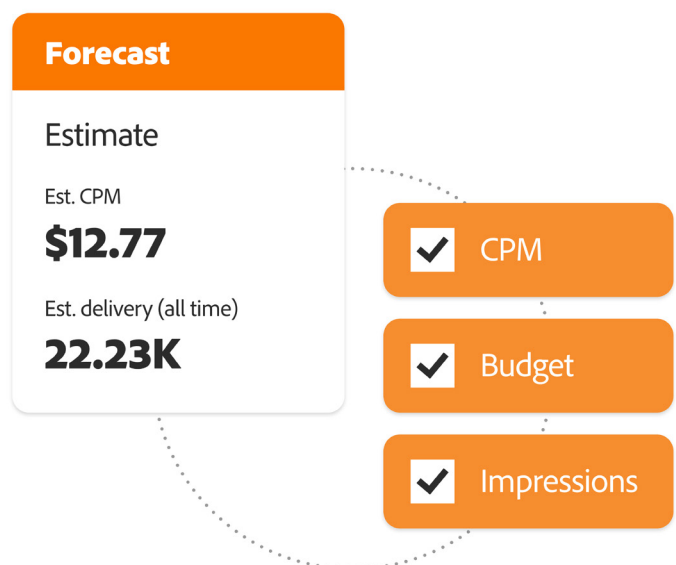 Forecast
Estimate
Est. CPM
$12.77
Est. delivery (all time)
22.23K
CPM
Budget
Impressions